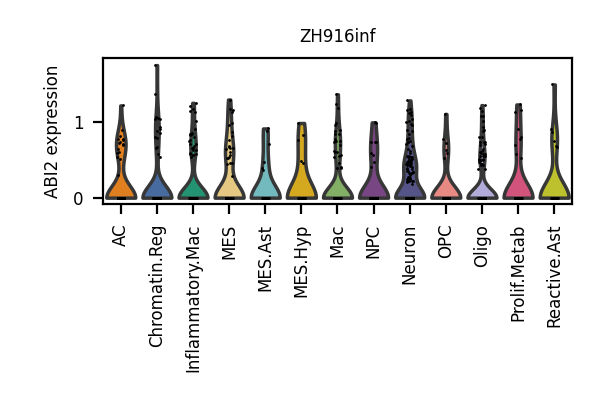 ZH916inf
ABI2 expression
1
0
AC
Chromatin.Reg
Inflammatory.Mac
MES
MES.Ast
MES.Hyp
Mac
NPC
Neuron
OPC
Oligo
Prolif.Metab
Reactive.Ast